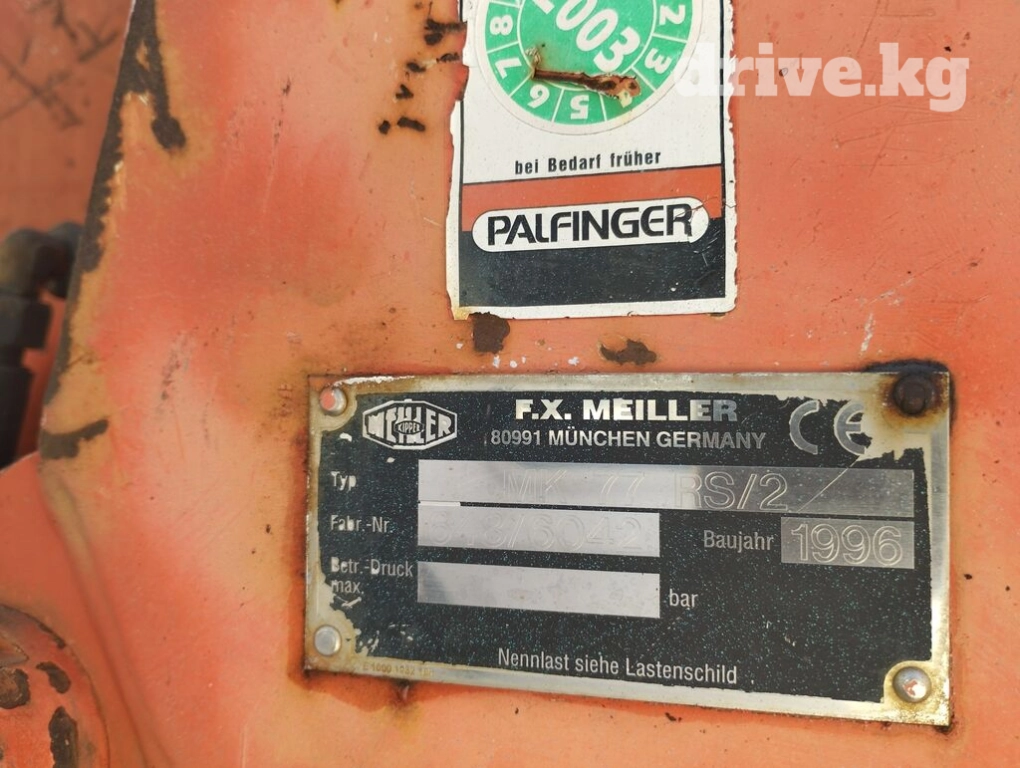 2003
8 7 6 5 4 3 2
drive.kg
bei Bedarf früher
PALFINGER
MEILLER
KIPPER
F.X. MEILLER
80991 MÜNCHEN GERMANY
CE
Typ MK 77 RS/2
Fabr.-Nr. Baujahr 1996
Betr.-Druck
max. bar
Nennlast siehe Lastenschild